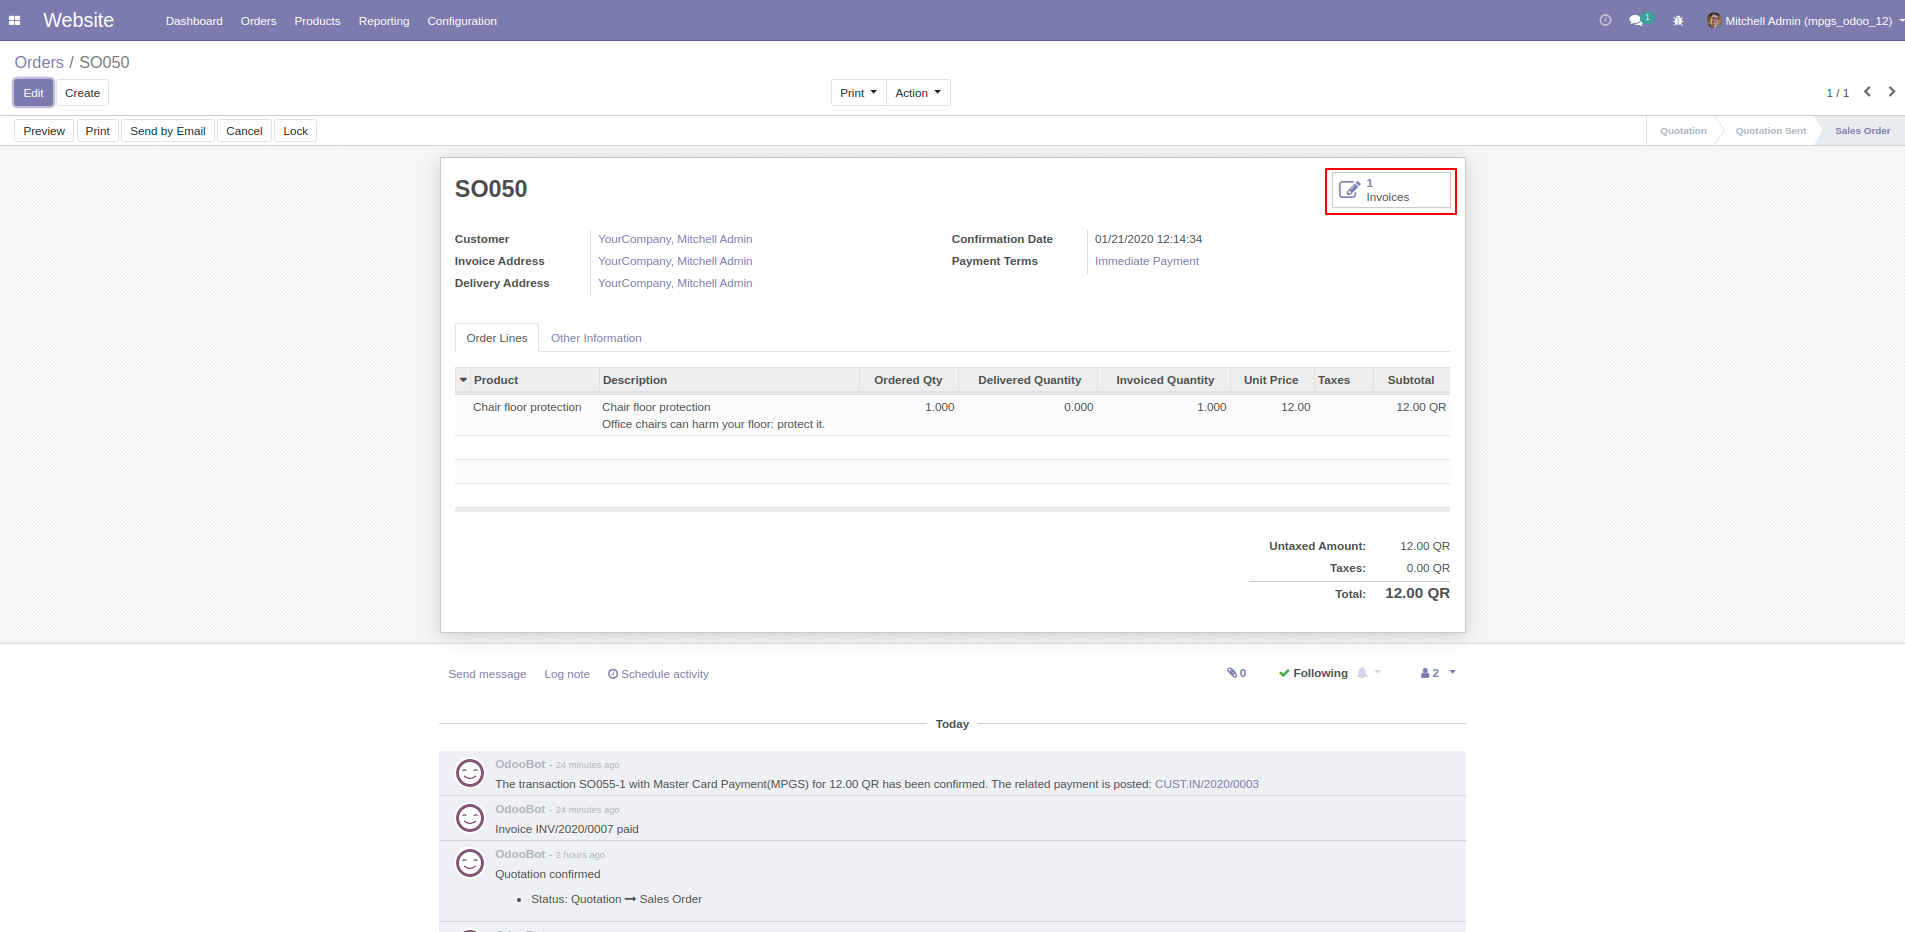 Website Dashboard Orders Products Reporting Configuration 1 Mitchell Admin (mpgs_odoo_12)
Orders / SO050
Edit Create Print Action 1 / 1
Preview Print Send by Email Cancel Lock Quotation Quotation Sent Sales Order
SO050
1
Invoices
Customer YourCompany, Mitchell Admin Confirmation Date 01/21/2020 12:14:34
Invoice Address YourCompany, Mitchell Admin Payment Terms Immediate Payment
Delivery Address YourCompany, Mitchell Admin
Order Lines Other Information
Product Description Ordered Qty Delivered Quantity Invoiced Quantity Unit Price Taxes Subtotal
Chair floor protection Chair floor protection 1.000 0.000 1.000 12.00 12.00 QR
Office chairs can harm your floor: protect it.
Untaxed Amount: 12.00 QR
Taxes: 0.00 QR
Total: 12.00 QR
Send message Log note Schedule activity 0 Following 2
Today
OdooBot - 24 minutes ago
The transaction SO055-1 with Master Card Payment(MPGS) for 12.00 QR has been confirmed. The related payment is posted: CUST.IN/2020/0003
OdooBot - 24 minutes ago
Invoice INV/2020/0007 paid
OdooBot - 2 hours ago
Quotation confirmed
• Status: Quotation → Sales Order